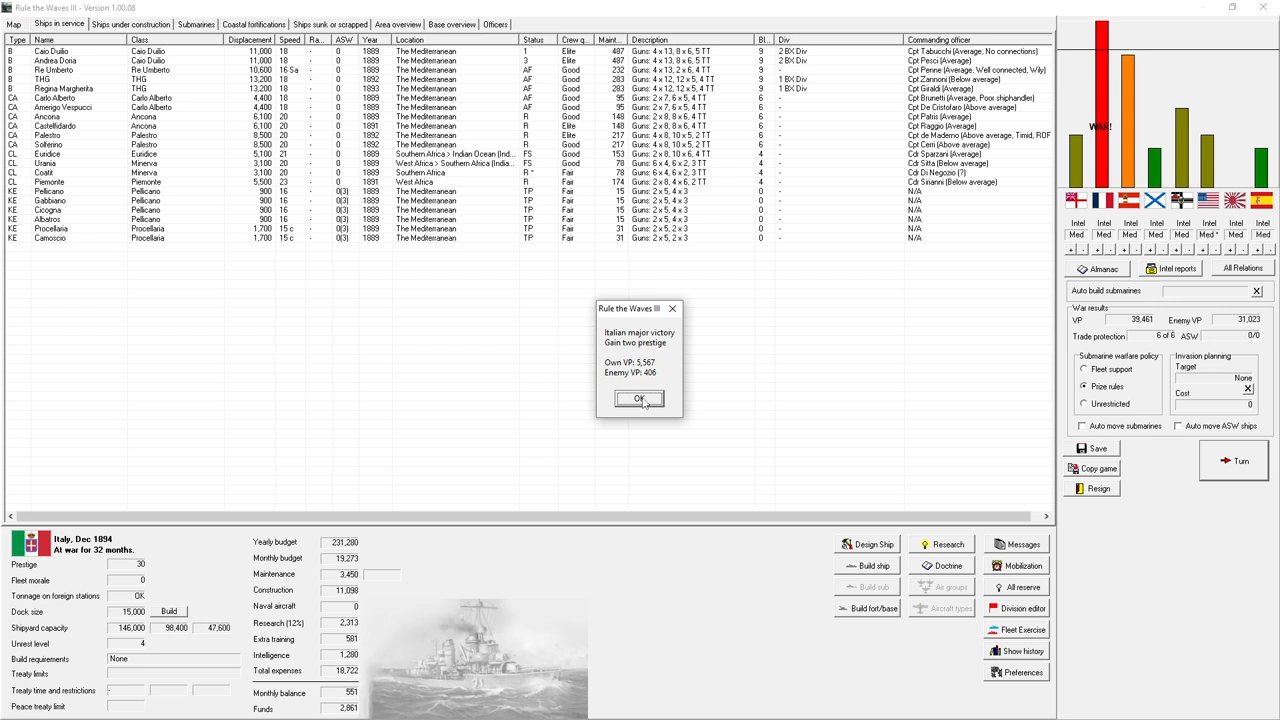 Rule the Waves III - Version 1.00.08
Map Ships in service Ships under construction Submarines Coastal fortifications Ships sunk or scrapped Area overview Base overview Officers
Type Name Class Displacement Speed Ra... ASW Year Location Status Crew q... Maint... Description Bl... Div Commanding officer
B Caio Duilio Caio Duilio 11,000 18 - 0 1889 The Mediterranean 1 Elite 487 Guns: 4 x 13, 8 x 6, 5 TT 9 2 BX Div Cpt Tabucchi (Average, No connections)
B Andrea Doria Caio Duilio 11,000 18 - 0 1889 The Mediterranean 3 Elite 487 Guns: 4 x 13, 8 x 6, 5 TT 9 2 BX Div Cpt Pesci (Average)
B Re Umberto Re Umberto 10,600 16 Sa - 0 1889 The Mediterranean AF Good 232 Guns: 4 x 13, 2 x 6, 4 TT 9 - Cpt Penne (Average, Well connected, Wily)
B THG THG 13,200 18 - 0 1892 The Mediterranean AF Good 283 Guns: 4 x 12, 12 x 5, 4 TT 9 1 BX Div Cpt Zannoni (Below average)
B Regina Margherita THG 13,200 18 - 0 1893 The Mediterranean AF Good 283 Guns: 4 x 12, 12 x 5, 4 TT 9 1 BX Div Cpt Giraldi (Average)
CA Carlo Alberto Carlo Alberto 4,400 18 - 0 1889 The Mediterranean AF Good 95 Guns: 2 x 7, 6 x 5, 4 TT 6 - Cpt Brunetti (Average, Poor shiphandler)
CA Amerigo Vespucci Carlo Alberto 4,400 18 - 0 1889 The Mediterranean AF Good 95 Guns: 2 x 7, 6 x 5, 4 TT 6 - Cpt De Cristofaro (Above average)
CA Ancona Ancona 6,100 20 - 0 1889 The Mediterranean R Good 148 Guns: 2 x 8, 8 x 6, 4 TT 6 - Cpt Patris (Average)
CA Castelfidardo Ancona 6,100 20 - 0 1891 The Mediterranean R Elite 148 Guns: 2 x 8, 8 x 6, 4 TT 6 - Cpt Raggio (Average)
CA Palestro Palestro 8,500 20 - 0 1892 The Mediterranean R Elite 217 Guns: 4 x 8, 10 x 5, 2 TT 6 - Cpt de Maderno (Above average, Timid, ROF
CA Solferino Palestro 8,500 20 - 0 1892 The Mediterranean R Good 217 Guns: 4 x 8, 10 x 5, 2 TT 6 - Cpt Cerri (Above average)
CL Euridice Euridice 5,100 21 - 0 1889 Southern Africa > Indian Ocean (Ind... FS Good 153 Guns: 2 x 8, 10 x 6, 4 TT 4 - Cdr Sparzani (Average)
CL Urania Minerva 3,100 20 - 0 1889 West Africa > Southern Africa (India... FS Good 78 Guns: 6 x 4, 6 x 2, 3 TT 4 - Cdr Sitta (Below average)
CL Coatit Minerva 3,100 20 - 0 1889 Southern Africa R * Fair 78 Guns: 6 x 4, 6 x 2, 3 TT 4 - Cdr Di Negozio (?)
CL Piemonte Piemonte 5,500 23 - 0 1891 West Africa R Fair 174 Guns: 2 x 8, 4 x 6, 2 TT 4 - Cdr Sirianni (Below average)
KE Pellicano Pellicano 900 16 - 0(3) 1889 The Mediterranean TP Fair 15 Guns: 2 x 5, 4 x 3 0 - N/A
KE Gabbiano Pellicano 900 16 - 0(3) 1889 The Mediterranean TP Fair 15 Guns: 2 x 5, 4 x 3 0 - N/A
KE Cicogna Pellicano 900 16 - 0(3) 1889 The Mediterranean TP Fair 15 Guns: 2 x 5, 4 x 3 0 - N/A
KE Albatros Pellicano 900 16 - 0(3) 1889 The Mediterranean TP Fair 15 Guns: 2 x 5, 4 x 3 0 - N/A
KE Procellaria Procellaria 1,700 15 c - 0(3) 1889 The Mediterranean TP Fair 31 Guns: 2 x 5, 2 x 3 0 - N/A
KE Camoscio Procellaria 1,700 15 c - 0(3) 1889 The Mediterranean TP Fair 31 Guns: 2 x 5, 2 x 3 0 - N/A
Rule the Waves III
Italian major victory
Gain two prestige
Own VP: 5,567
Enemy VP: 406
OK
WAR!
Intel Intel Intel Intel Intel Intel Intel Intel
Med Med Med Med Med Med * Med Med
+ - + - + - + - + - + - + - + -
Almanac Intel reports All Relations
Auto build submarines X
War results
VP 39,461 Enemy VP 31,023
Trade protection 6 of 6 ASW 0/0
Submarine warfare policy
Fleet support
Prize rules
Unrestricted
Invasion planning
Target
None
Cost X
0
Auto move submarines Auto move ASW ships
Save
Copy game
Resign
Turn
Italy, Dec 1894
At war for 32 months.
Prestige 30
Fleet morale 0
Tonnage on foreign stations OK
Dock size 15,000 Build
Shipyard capacity 146,000 98,400 47,600
Unrest level 4
Build requirements None
Treaty limits
Treaty time and restrictions -
Peace treaty limit
Yearly budget 231,280
Monthly budget 19,273
Maintenance 3,450
Construction 11,098
Naval aircraft 0
Research (12%) 2,313
Extra training 581
Intelligence 1,280
Total expenses 18,722
Monthly balance 551
Funds 2,861
Design Ship Research Messages
Build ship Doctrine Mobilization
Build sub Air groups All reserve
Build fort/base Aircraft types Division editor
Fleet Exercise
Show history
Preferences